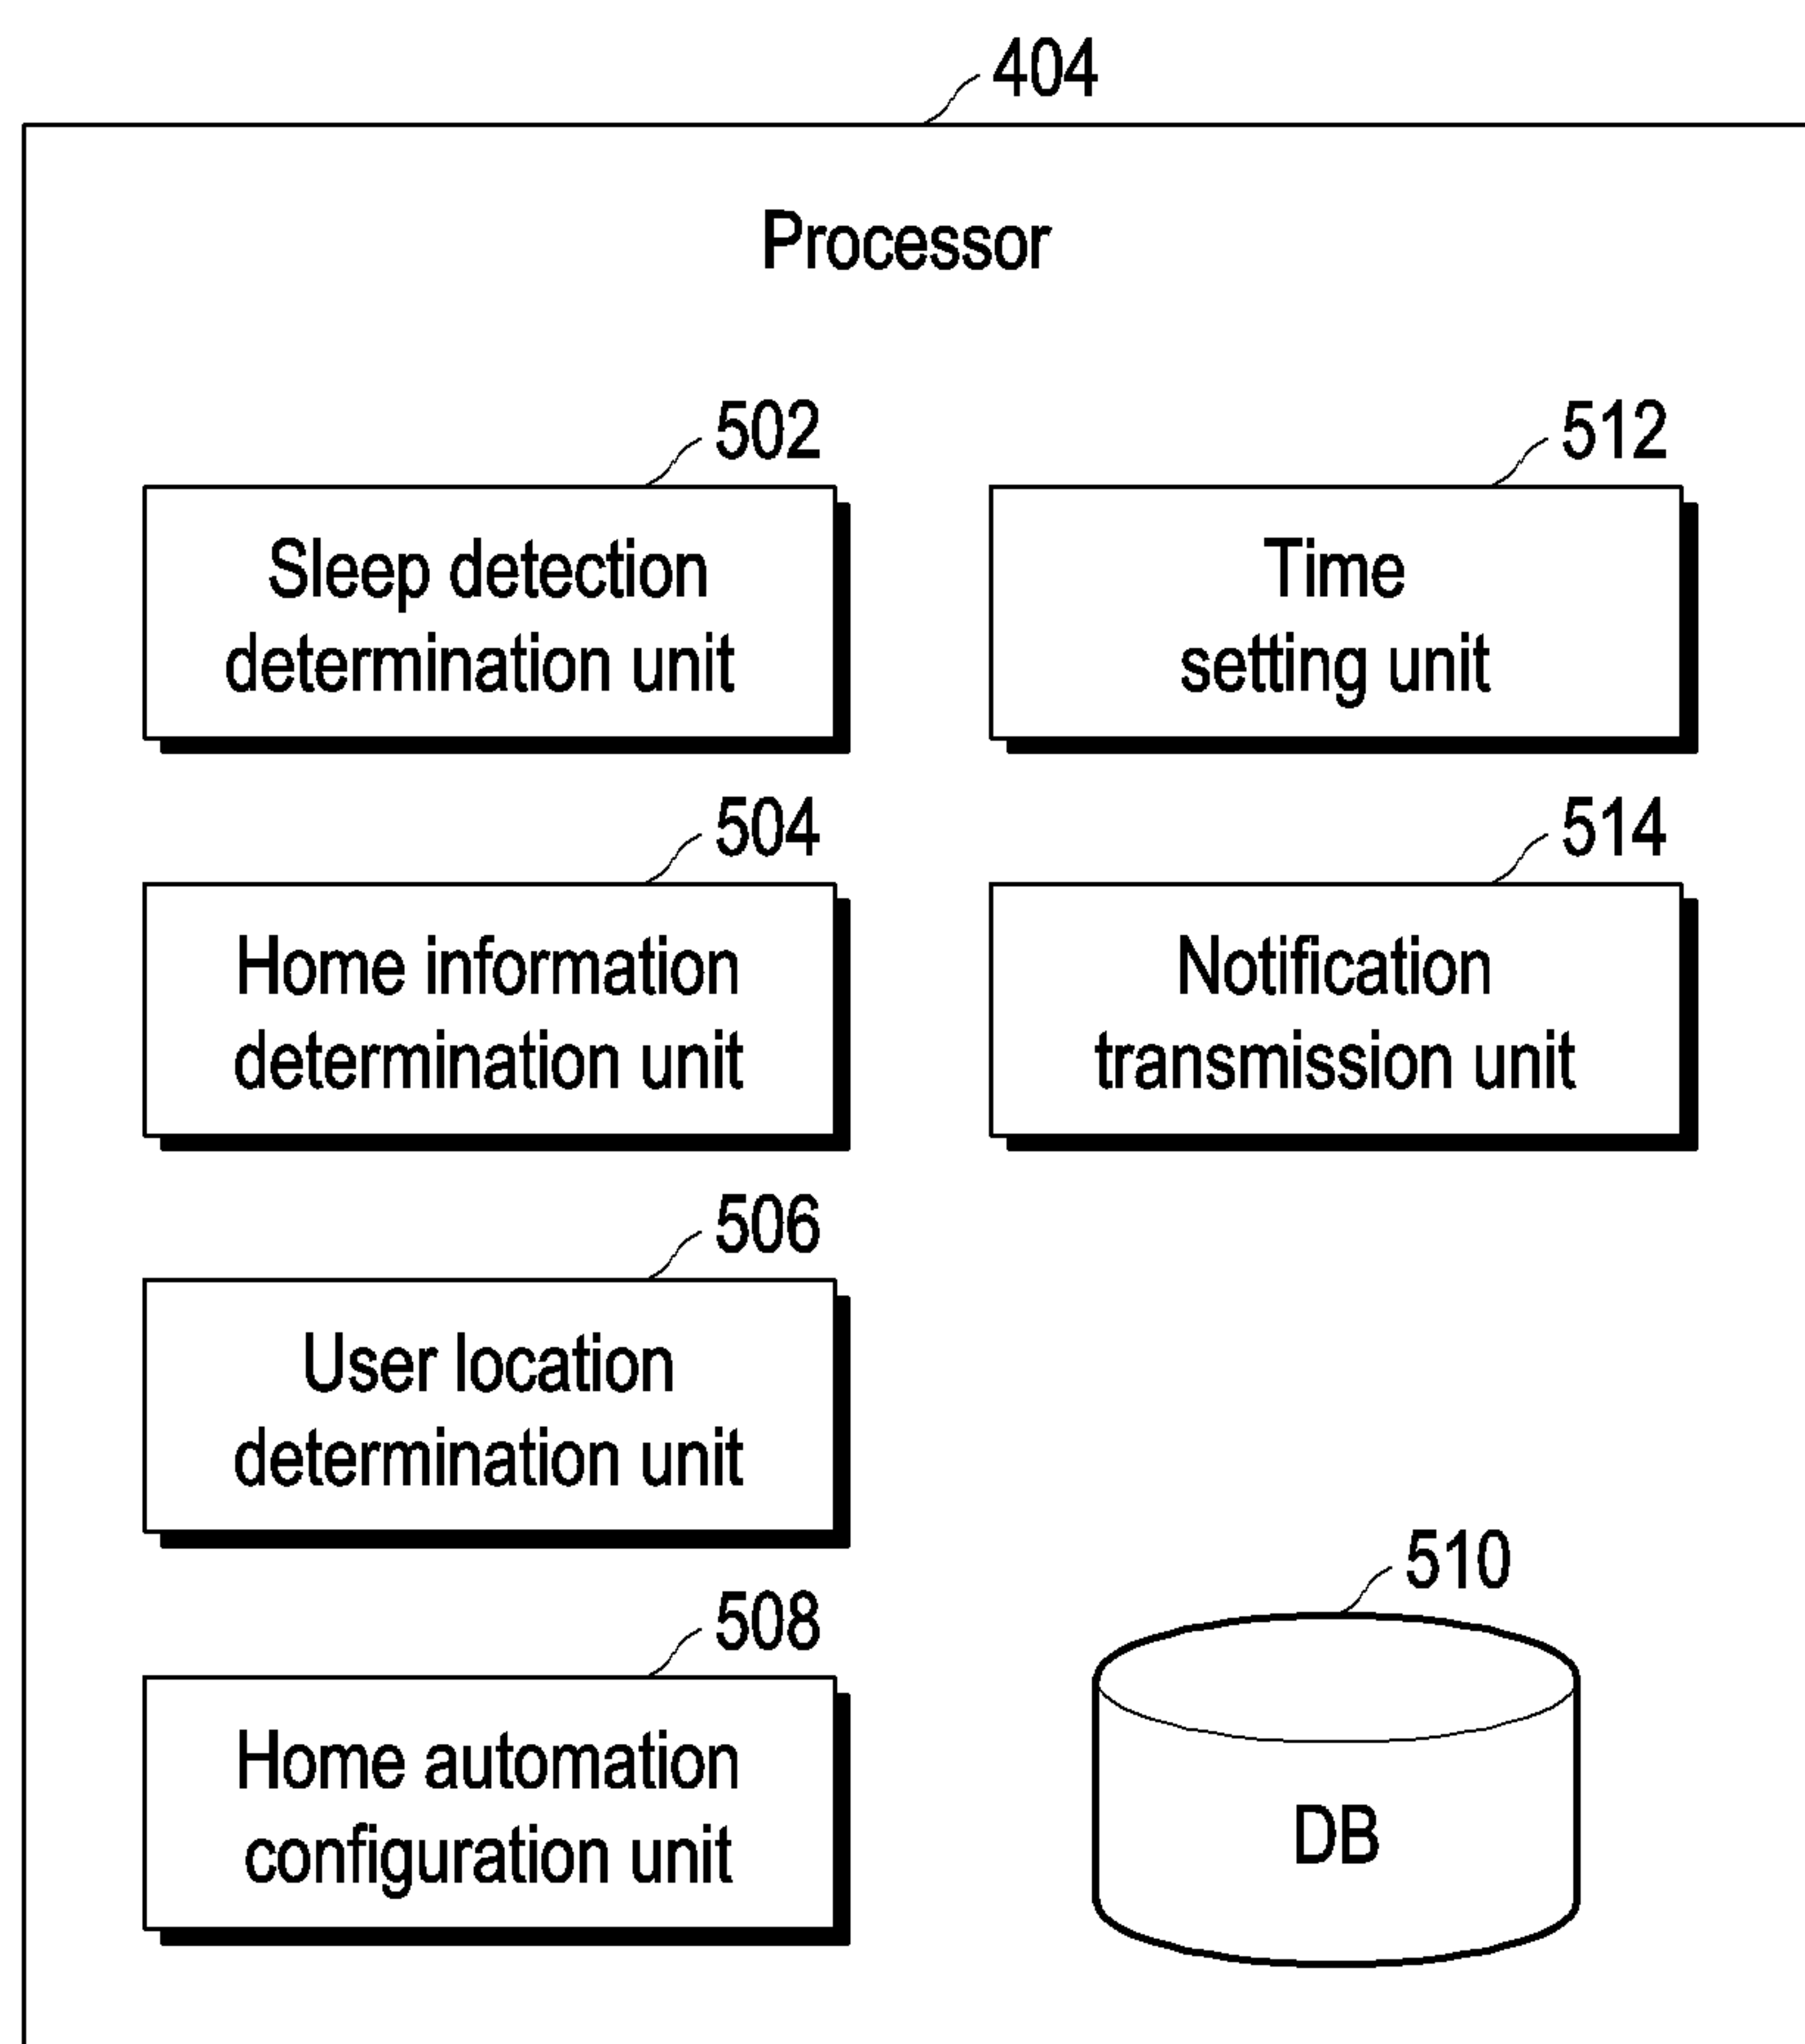 404
Processor
502
Sleep detection
determination unit
512
Time
setting unit
504
Home information
determination unit
514
Notification
transmission unit
506
User location
determination unit
508
Home automation
configuration unit
510
DB